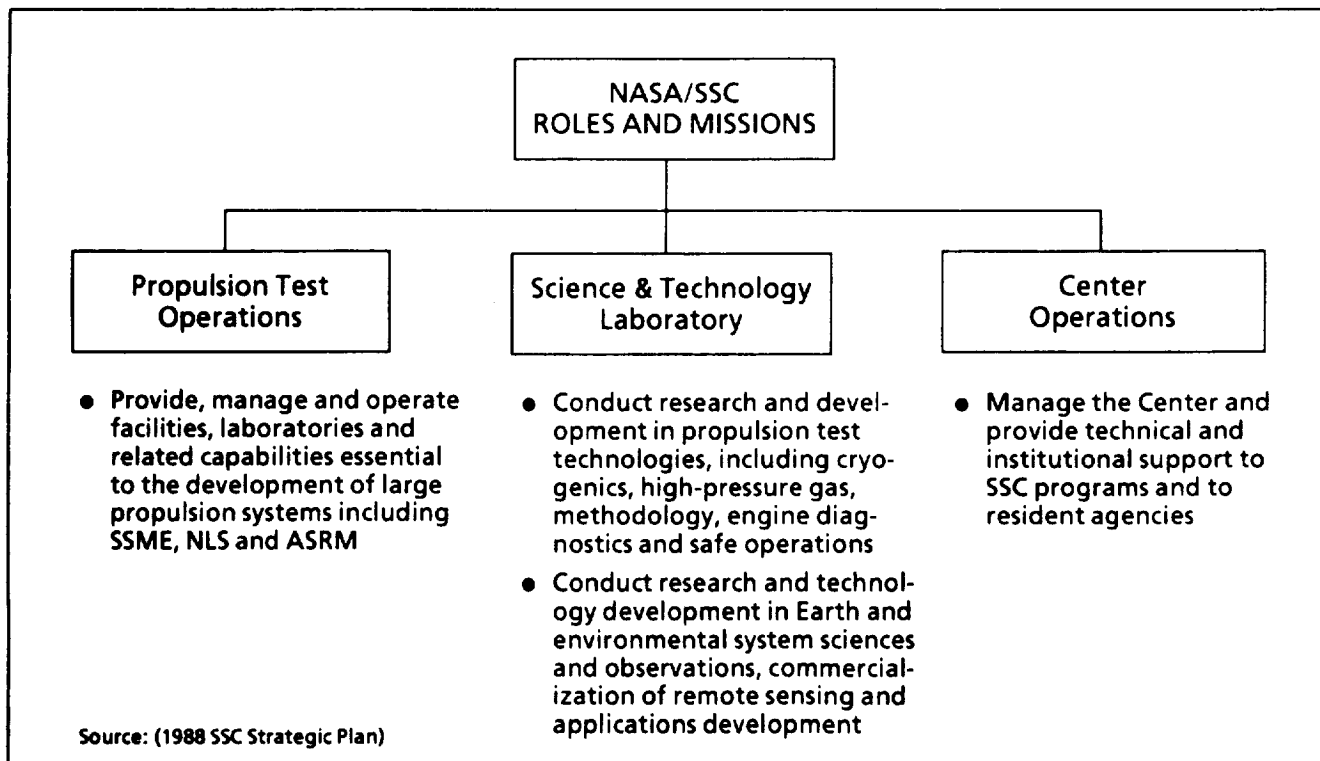 NASA/SSC
ROLES AND MISSIONS
Propulsion Test
Operations
● Provide, manage and operate
facilities, laboratories and
related capabilities essential
to the development of large
propulsion systems including
SSME, NLS and ASRM
Science & Technology
Laboratory
● Conduct research and devel-
opment in propulsion test
technologies, including cryo-
genics, high-pressure gas,
methodology, engine diag-
nostics and safe operations
● Conduct research and technol-
ogy development in Earth and
environmental system sciences
and observations, commercial-
ization of remote sensing and
applications development
Center
Operations
● Manage the Center and
provide technical and
institutional support to
SSC programs and to
resident agencies
Source: (1988 SSC Strategic Plan)